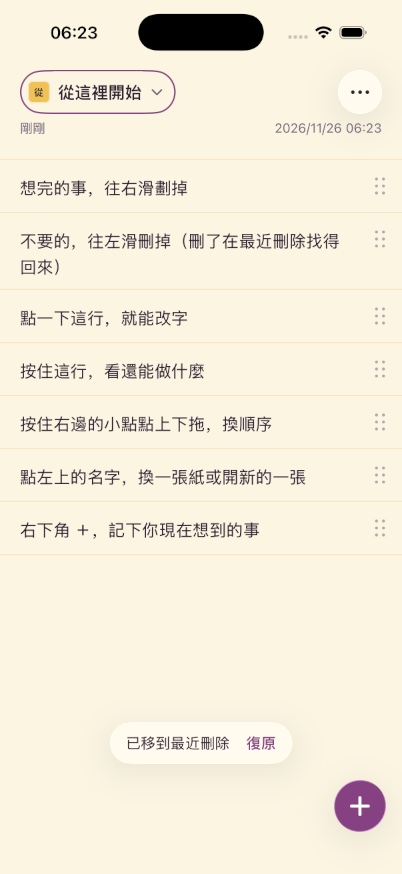 06:23
從 從這裡開始
剛剛 2026/11/26 06:23
想完的事，往右滑劃掉
不要的，往左滑刪掉（刪了在最近刪除找得
回來）
點一下這行，就能改字
按住這行，看還能做什麼
按住右邊的小點點上下拖，換順序
點左上的名字，換一張紙或開新的一張
右下角 ＋，記下你現在想到的事
已移到最近刪除 復原